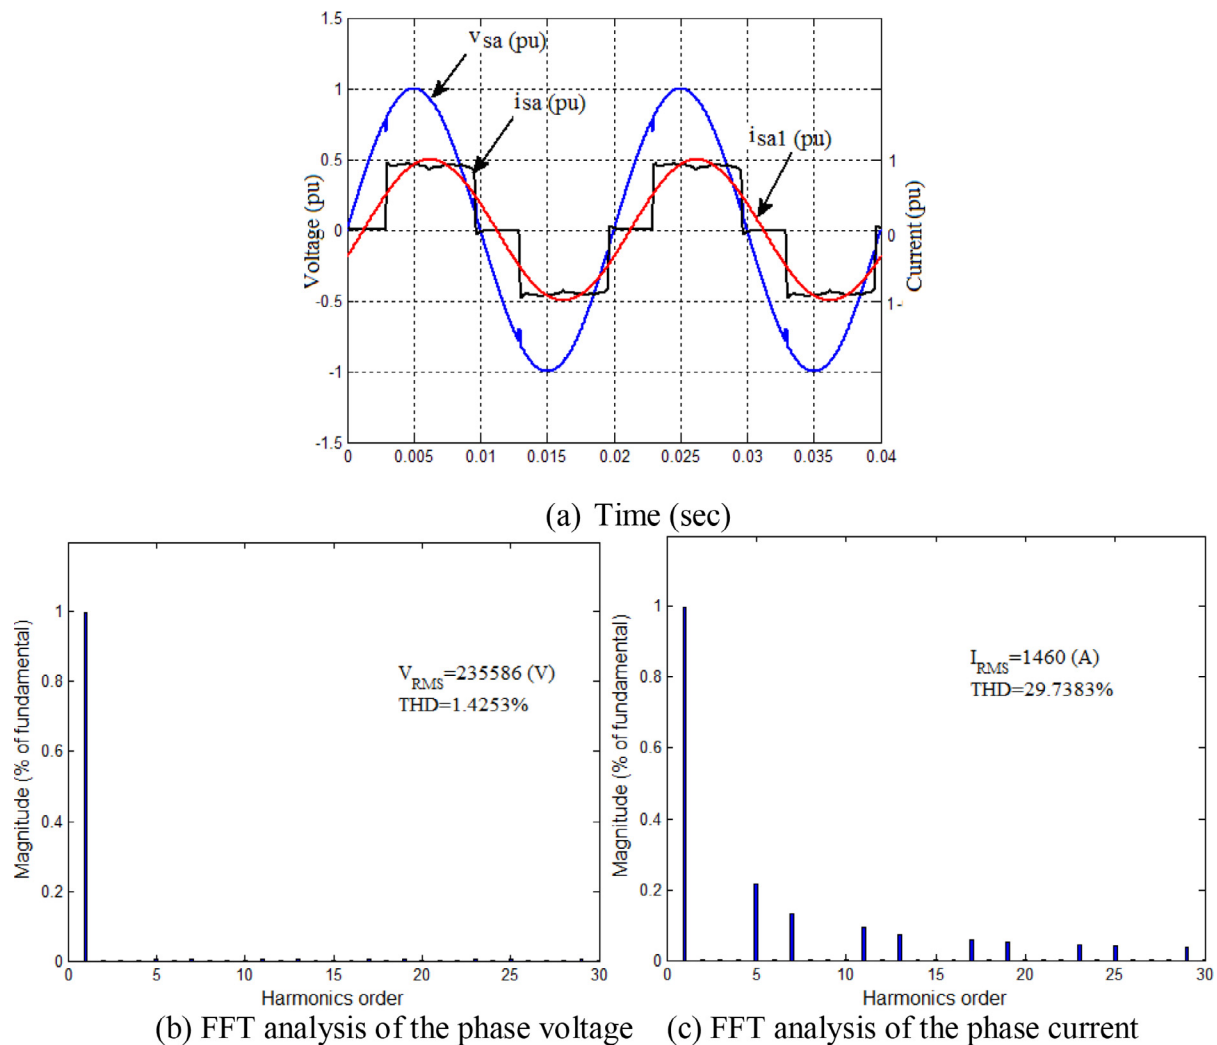 1.5
v_sa (pu)
1
i_sa (pu)
i_sa1 (pu)
0.5
1
Voltage (pu)
0
0
Current (pu)
-0.5
1-
-1
-1.5
0 0.005 0.01 0.015 0.02 0.025 0.03 0.035 0.04
(a) Time (sec)
Magnitude (% of fundamental)
1
0.8
0.6
0.4
0.2
0
V_RMS=235586 (V)
THD=1.4253%
0 5 10 15 20 25 30
Harmonics order
(b) FFT analysis of the phase voltage
Magnitude (% of fundamental)
1
0.8
0.6
0.4
0.2
0
I_RMS=1460 (A)
THD=29.7383%
0 5 10 15 20 25 30
Harmonics order
(c) FFT analysis of the phase current